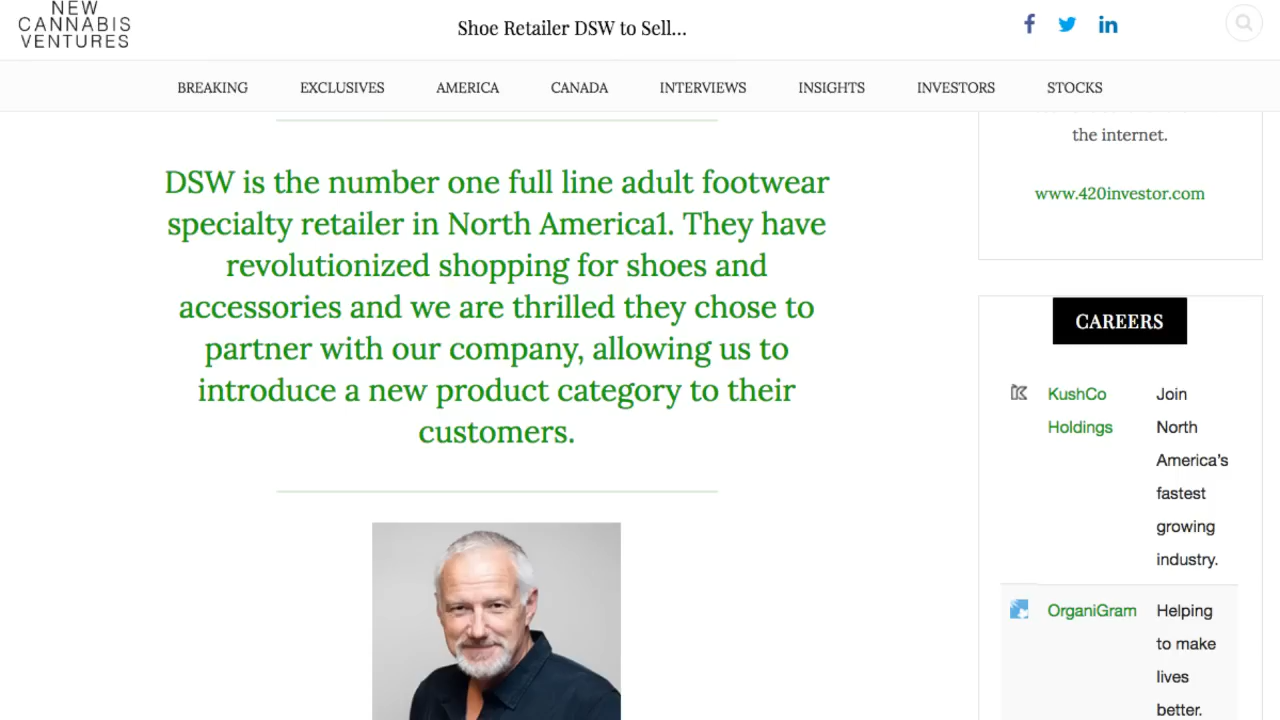 NEW
CANNABIS
VENTURES
Shoe Retailer DSW to Sell...
BREAKING
EXCLUSIVES
AMERICA
CANADA
INTERVIEWS
INSIGHTS
INVESTORS
STOCKS
DSW is the number one full line adult footwear
specialty retailer in North America1. They have
revolutionized shopping for shoes and
accessories and we are thrilled they chose to
partner with our company, allowing us to
introduce a new product category to their
customers.
the internet.
www.420investor.com
CAREERS
KushCo
Holdings
Join
North
America's
fastest
growing
industry.
OrganiGram
Helping
to make
lives
better.